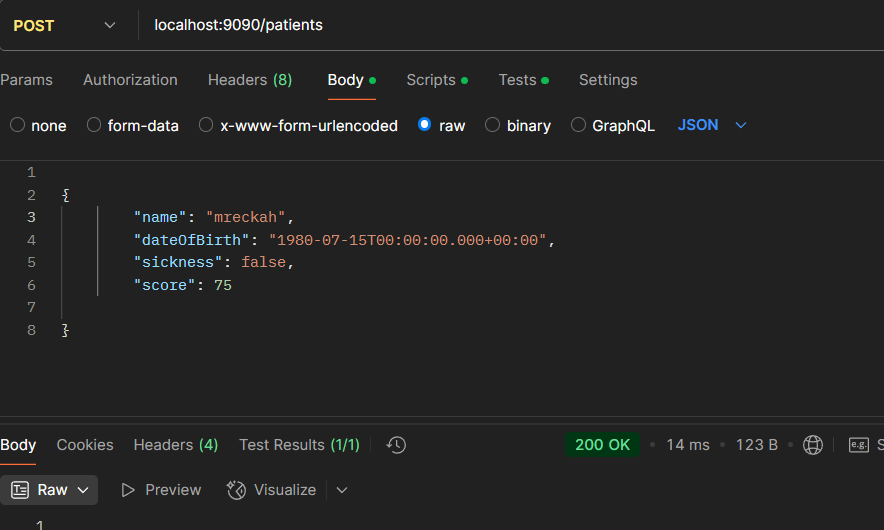 POST localhost:9090/patients
Params Authorization Headers (8) Body Scripts Tests Settings
none form-data x-www-form-urlencoded raw binary GraphQL JSON
1
2 {
3 "name": "mreckah",
4 "dateOfBirth": "1980-07-15T00:00:00.000+00:00",
5 "sickness": false,
6 "score": 75
7
8 }
Body Cookies Headers (4) Test Results (1/1) 200 OK • 14 ms • 123 B • e.g. S
Raw Preview Visualize
1